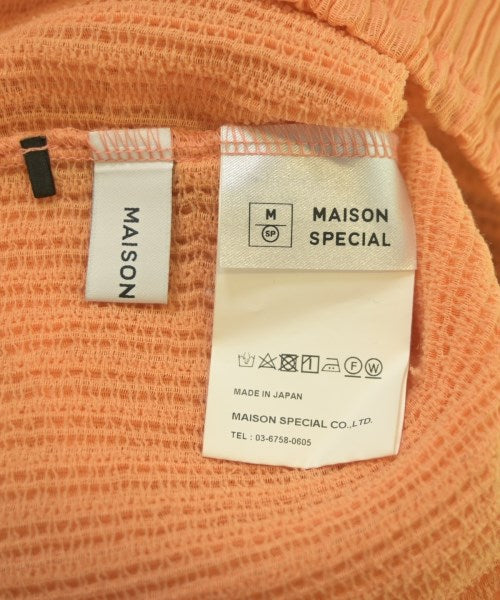 MAISON
M
SP
MAISON
SPECIAL
F W
MADE IN JAPAN
MAISON SPECIAL CO.,LTD.
TEL : 03-6758-0605